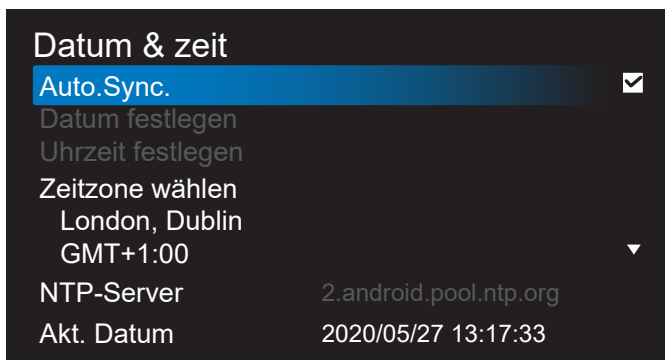 Datum & zeit
Auto.Sync.
Datum festlegen
Uhrzeit festlegen
Zeitzone wählen
London, Dublin
GMT+1:00
NTP-Server 2.android.pool.ntp.org
Akt. Datum 2020/05/27 13:17:33